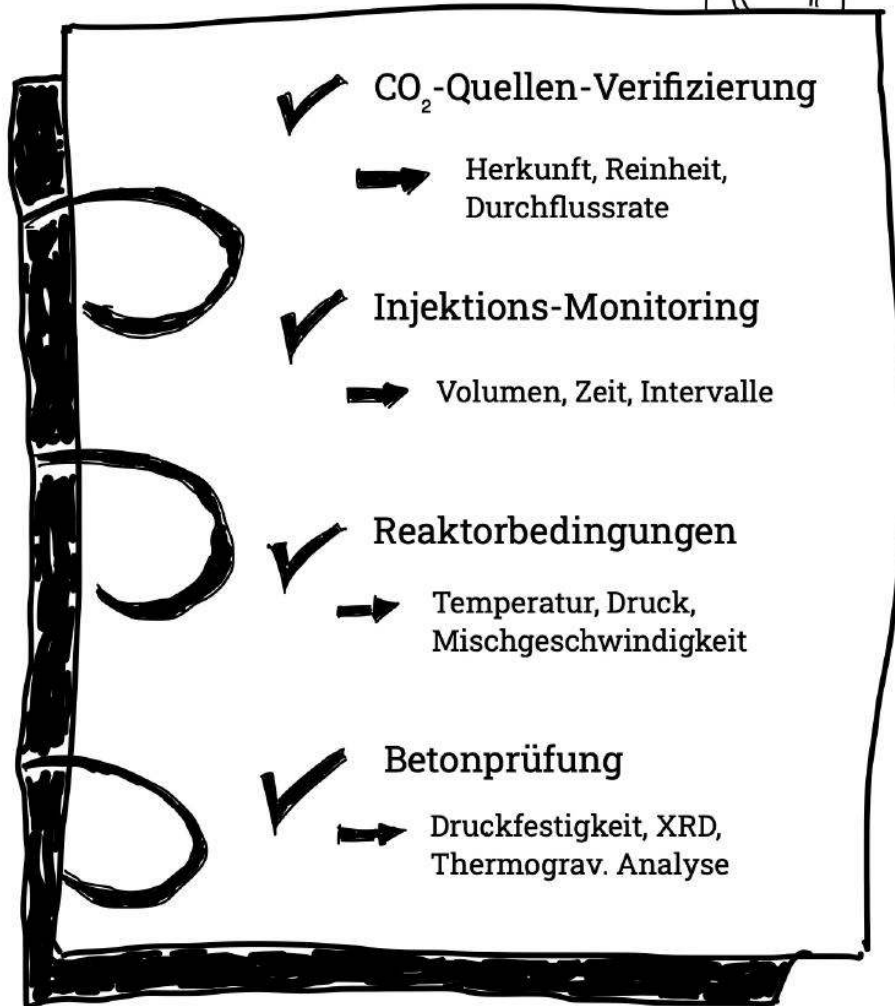 CO₂-Quellen-Verifizierung
Herkunft, Reinheit,
Durchflussrate
Injektions-Monitoring
Volumen, Zeit, Intervalle
Reaktorbedingungen
Temperatur, Druck,
Mischgeschwindigkeit
Betonprüfung
Druckfestigkeit, XRD,
Thermograv. Analyse